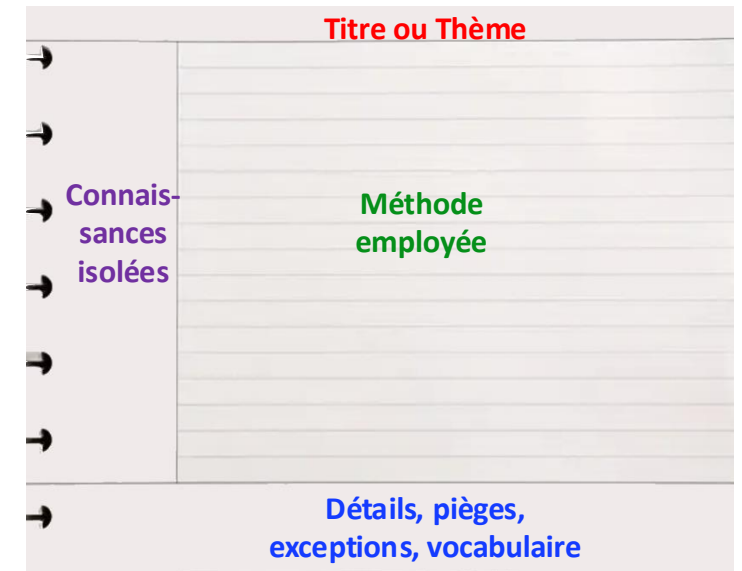 Titre ou Thème
Connais-
sances
isolées
Méthode
employée
Détails, pièges,
exceptions, vocabulaire